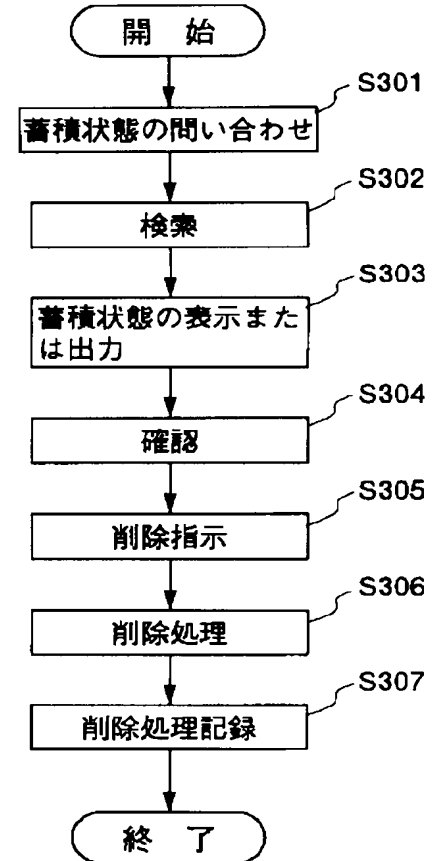 開 始
S301
蓄積状態の問い合わせ
S302
検索
S303
蓄積状態の表示また
は出力
S304
確認
S305
削除指示
S306
削除処理
S307
削除処理記録
終 了